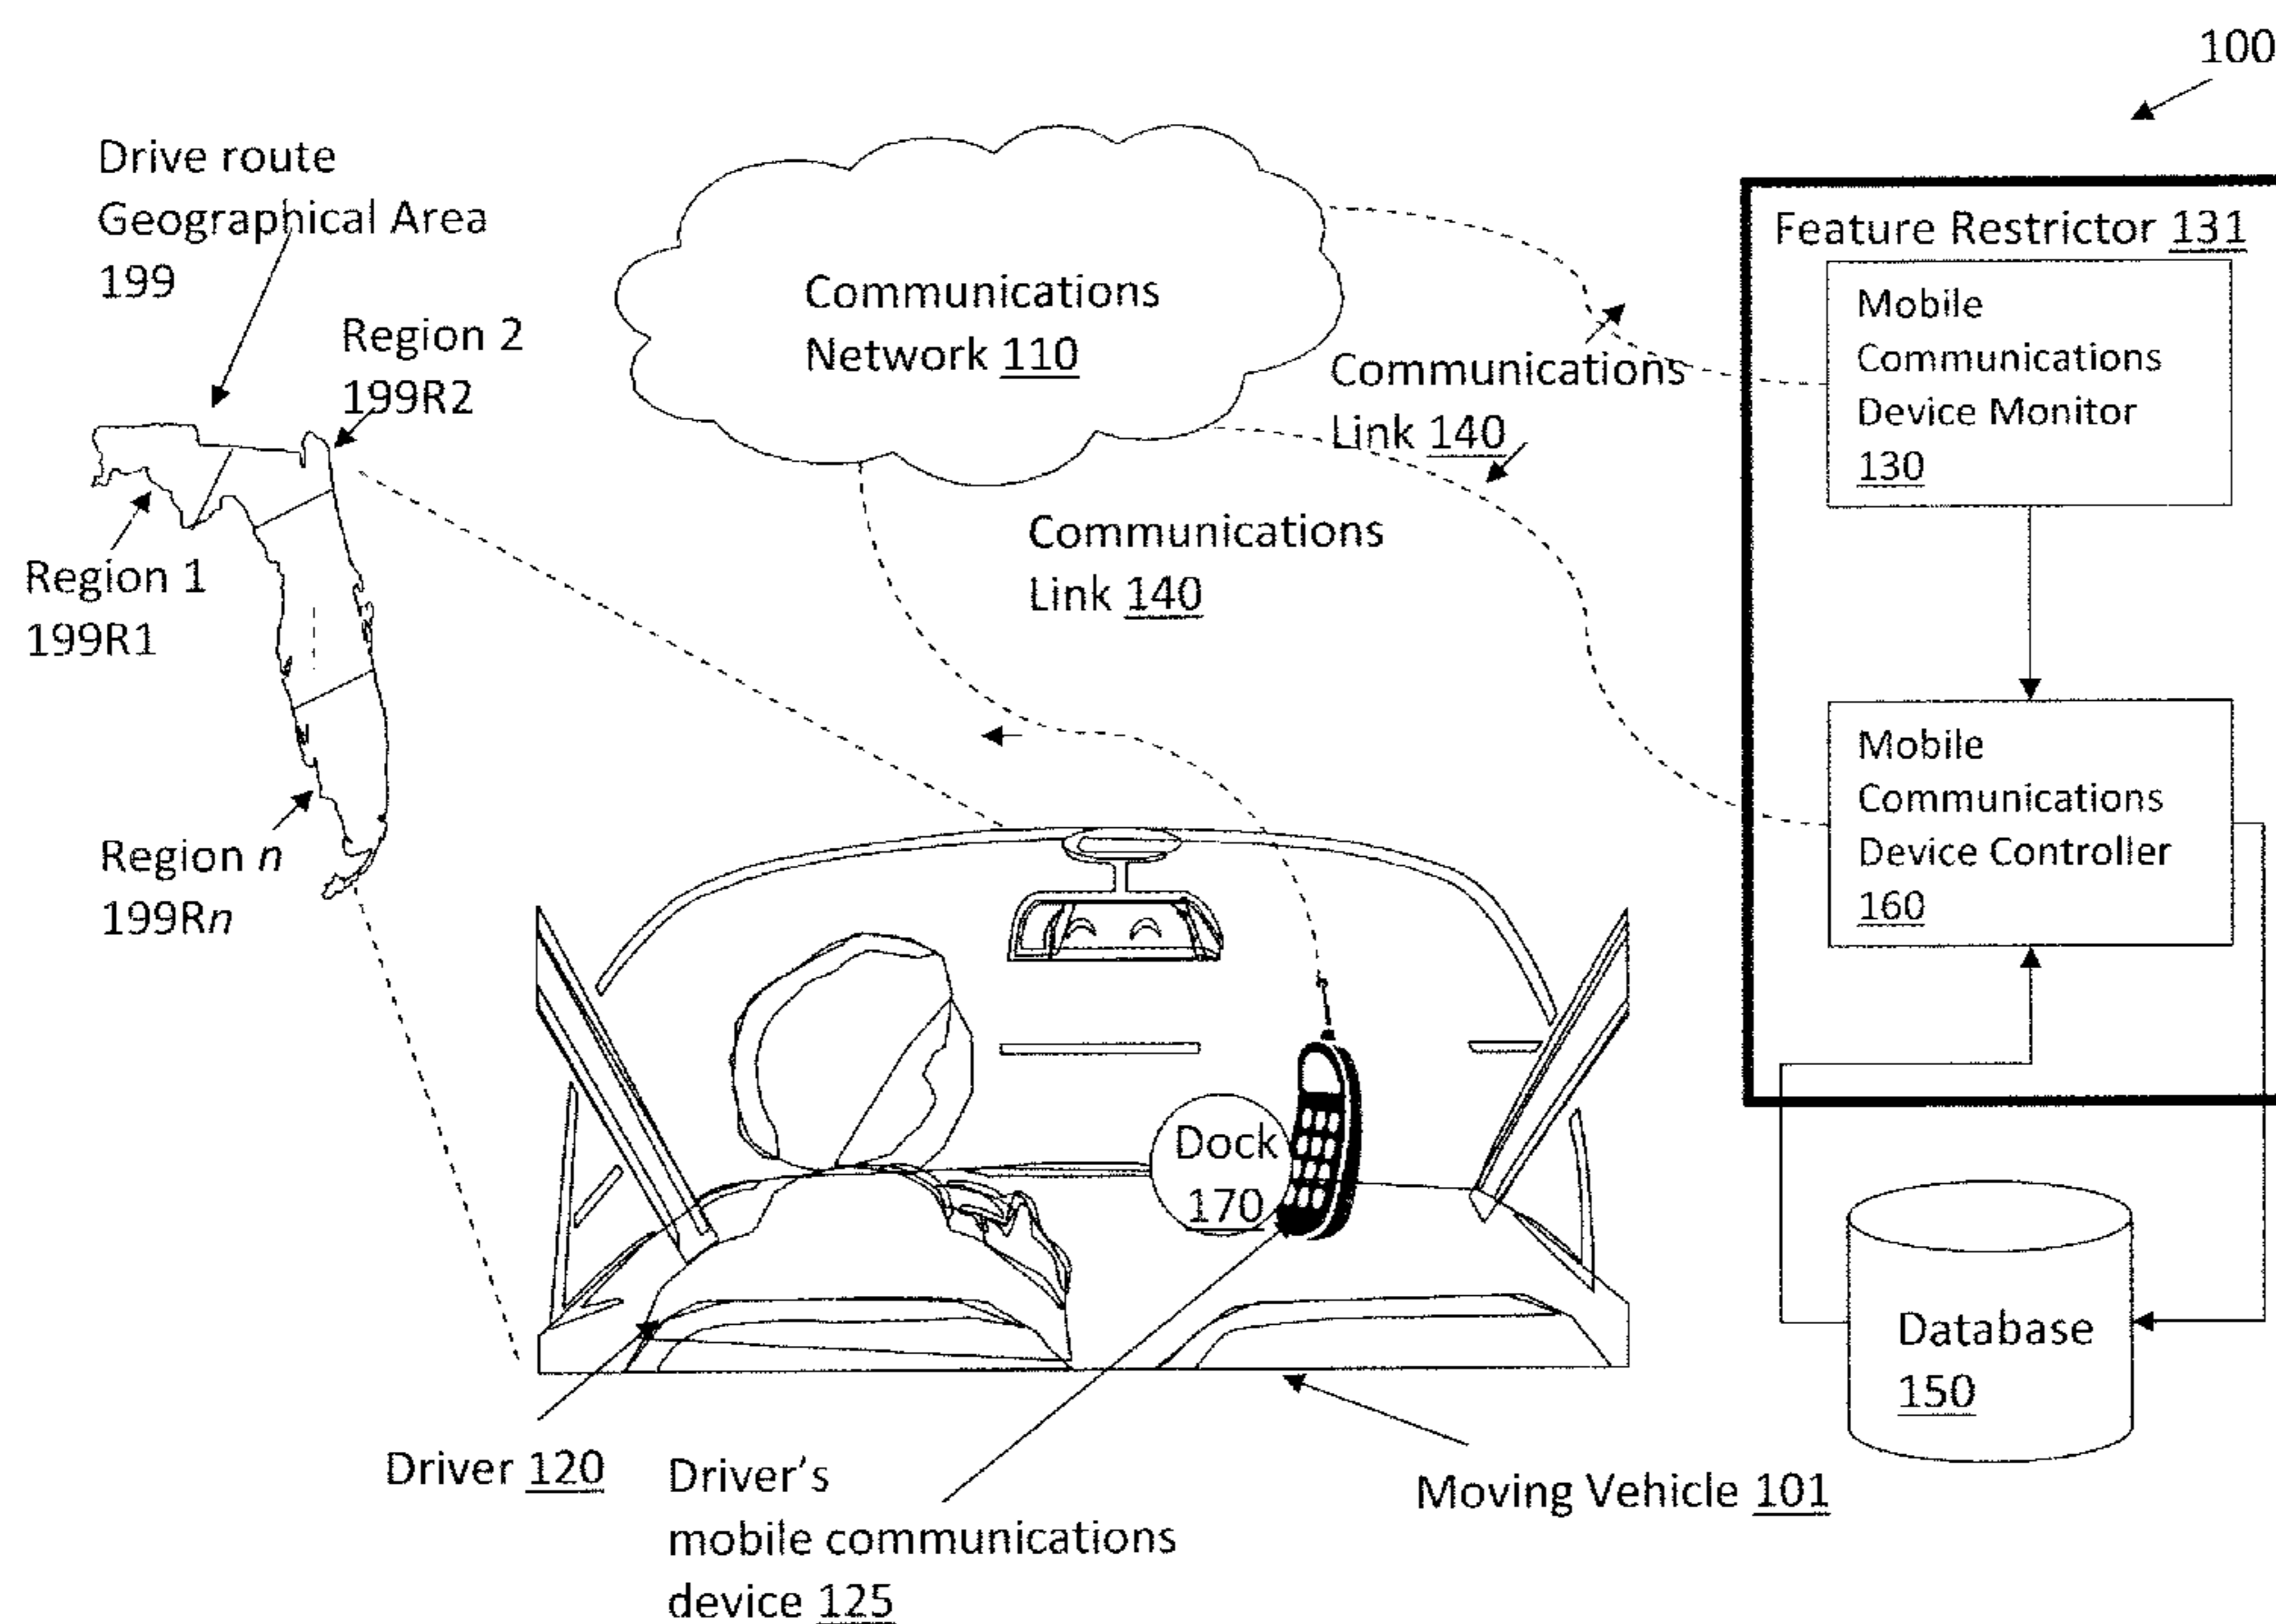 100
Drive route
Geographical Area
199
Region 2
199R2
Region 1
199R1
Region n
199Rn
Communications
Network 110
Communications
Link 140
Communications
Link 140
Feature Restrictor 131
Mobile
Communications
Device Monitor
130
Mobile
Communications
Device Controller
160
Dock
170
Database
150
Driver 120
Driver's
mobile communications
device 125
Moving Vehicle 101